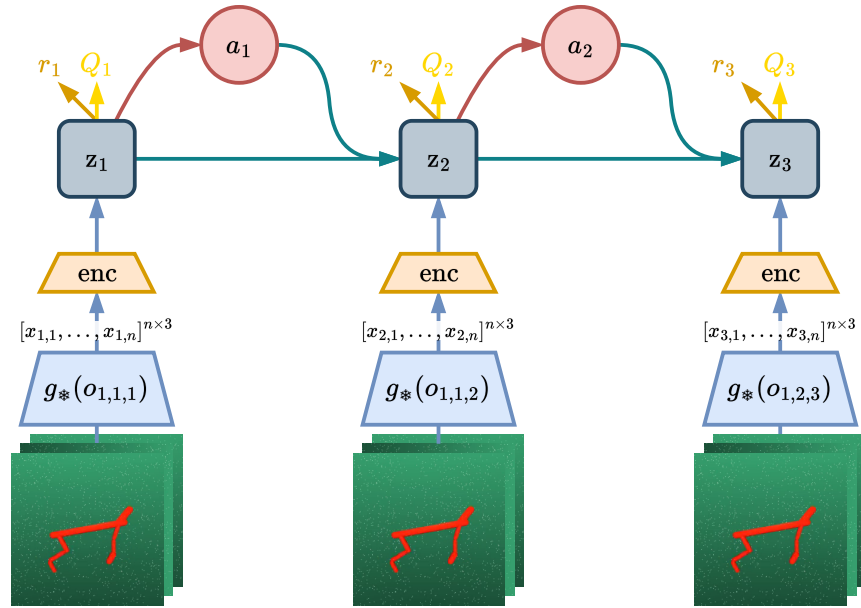 a₁ a₂
r₁ Q₁ r₂ Q₂ r₃ Q₃
z₁ z₂ z₃
enc enc enc
[x₁,₁, …, x₁,ₙ]ⁿˣ³ [x₂,₁, …, x₂,ₙ]ⁿˣ³ [x₃,₁, …, x₃,ₙ]ⁿˣ³
g❄(o₁,₁,₁) g❄(o₁,₁,₂) g❄(o₁,₂,₃)